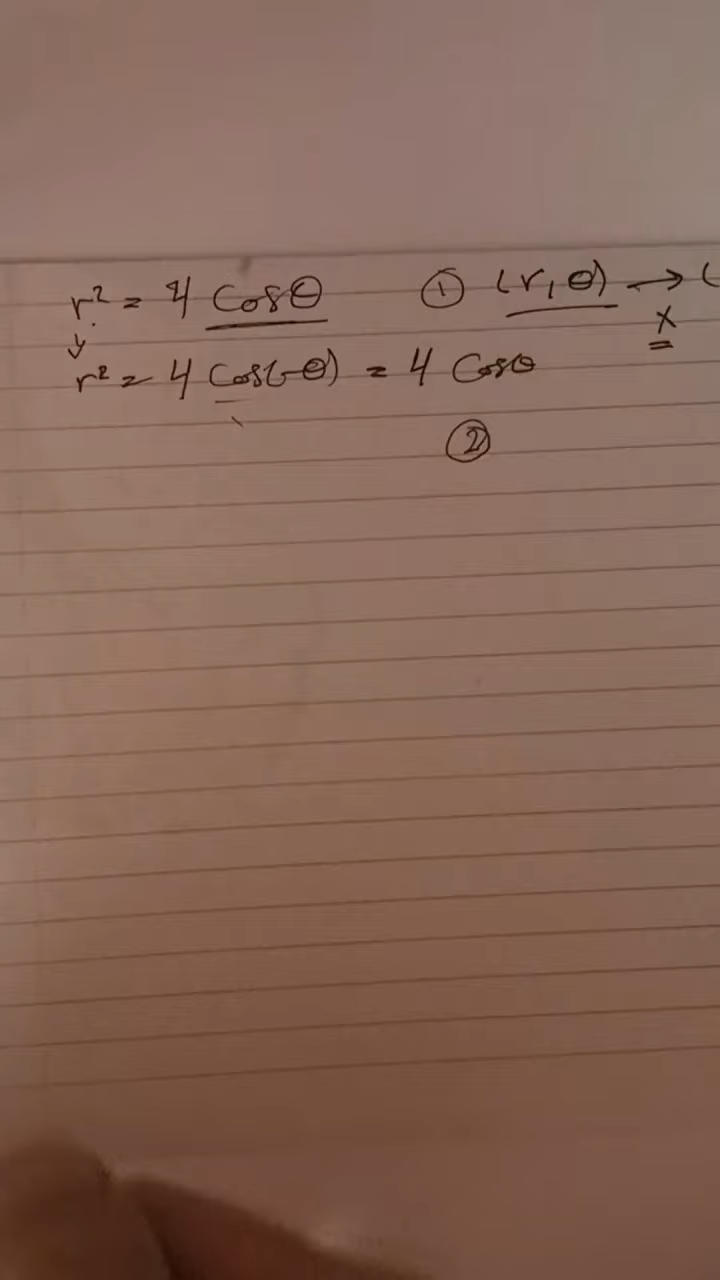 r² = 4 Cosθ ① (r, θ) → (
x
r² = 4 Cos(-θ) = 4 Cosθ
②